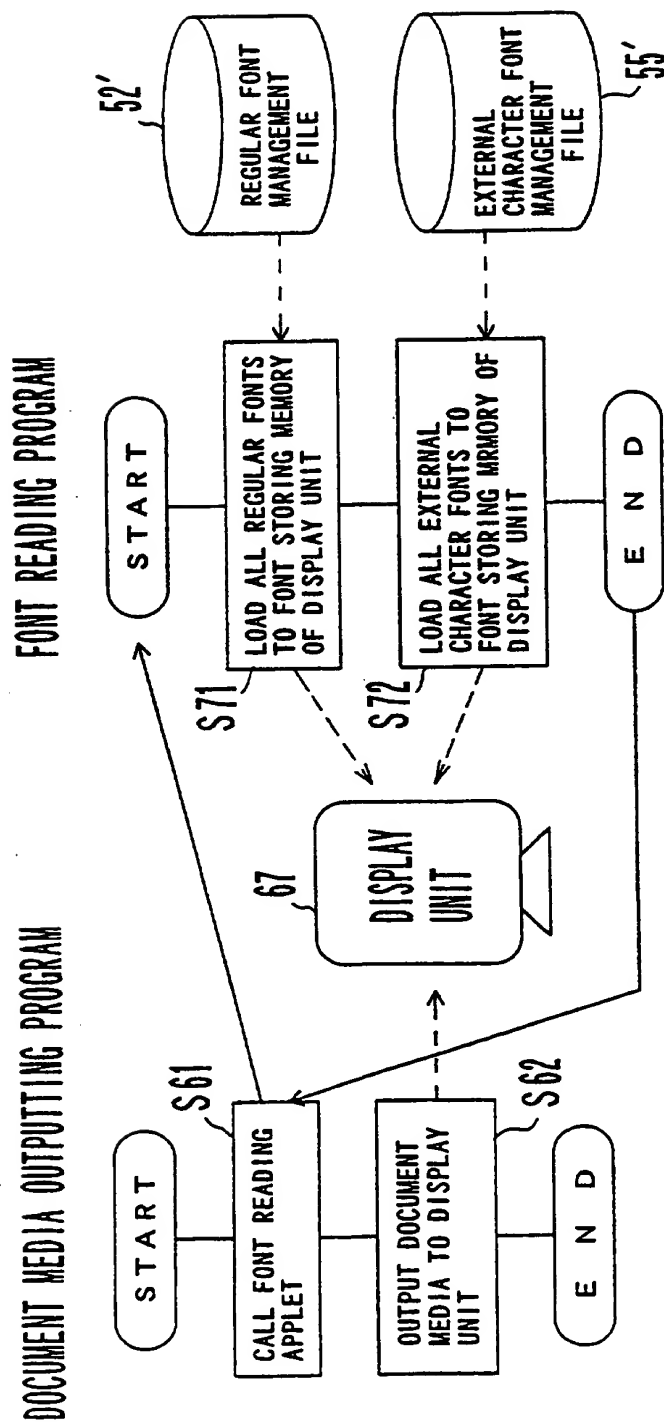 DOCUMENT MEDIA OUTPUTTING PROGRAM
START
S61
CALL FONT READING
APPLET
OUTPUT DOCUMENT
MEDIA TO DISPLAY
UNIT
S62
END
67
DISPLAY
UNIT
FONT READING PROGRAM
START
S71
LOAD ALL REGULAR FONTS
TO FONT STORING MEMORY
OF DISPLAY UNIT
S72
LOAD ALL EXTERNAL
CHARACTER FONTS TO
FONT STORING MRMORY OF
DISPLAY UNIT
END
52'
REGULAR FONT
MANAGEMENT
FILE
EXTERNAL
CHARACTER FONT
MANAGEMENT
FILE
55'